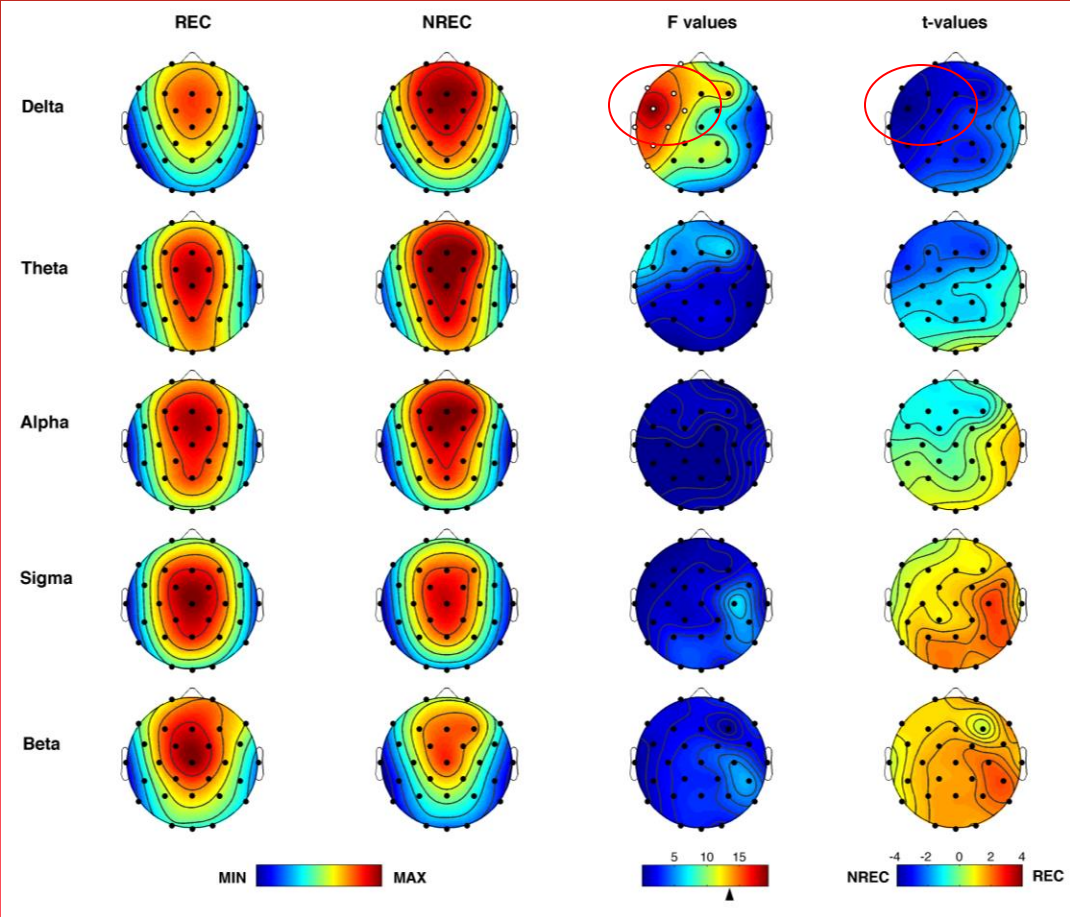 REC NREC F values t-values
Delta
Theta
Alpha
Sigma
Beta
5 10 15 -4 -2 0 2 4
MIN MAX NREC REC